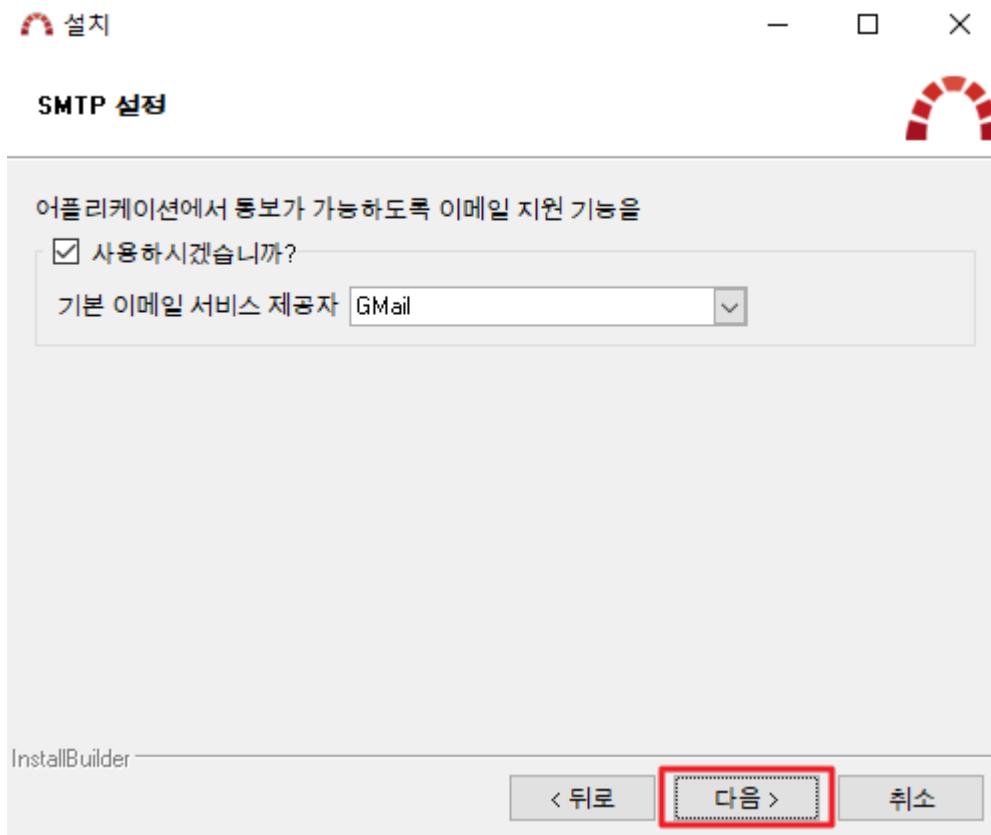 설치
SMTP 설정
어플리케이션에서 통보가 가능하도록 이메일 지원 기능을
사용하시겠습니까?
기본 이메일 서비스 제공자 GMail
InstallBuilder
< 뒤로 다음 > 취소